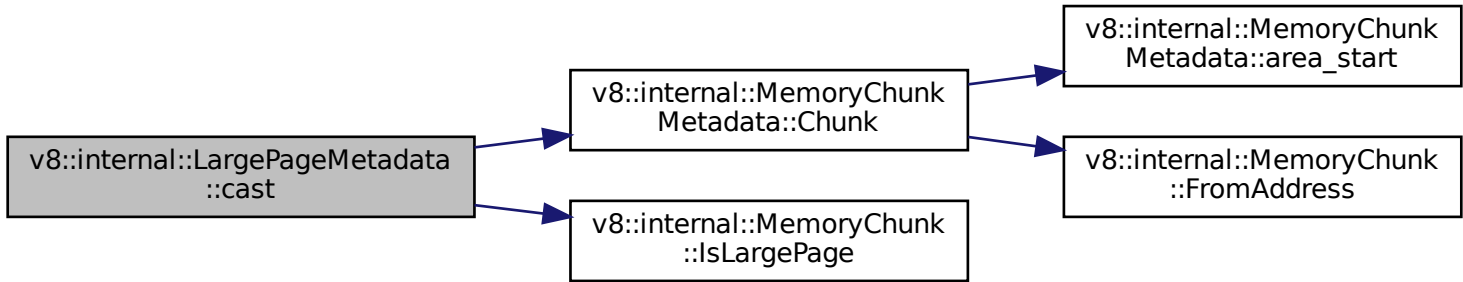 v8::internal::LargePageMetadata
::cast
v8::internal::MemoryChunk
Metadata::Chunk
v8::internal::MemoryChunk
::IsLargePage
v8::internal::MemoryChunk
Metadata::area_start
v8::internal::MemoryChunk
::FromAddress